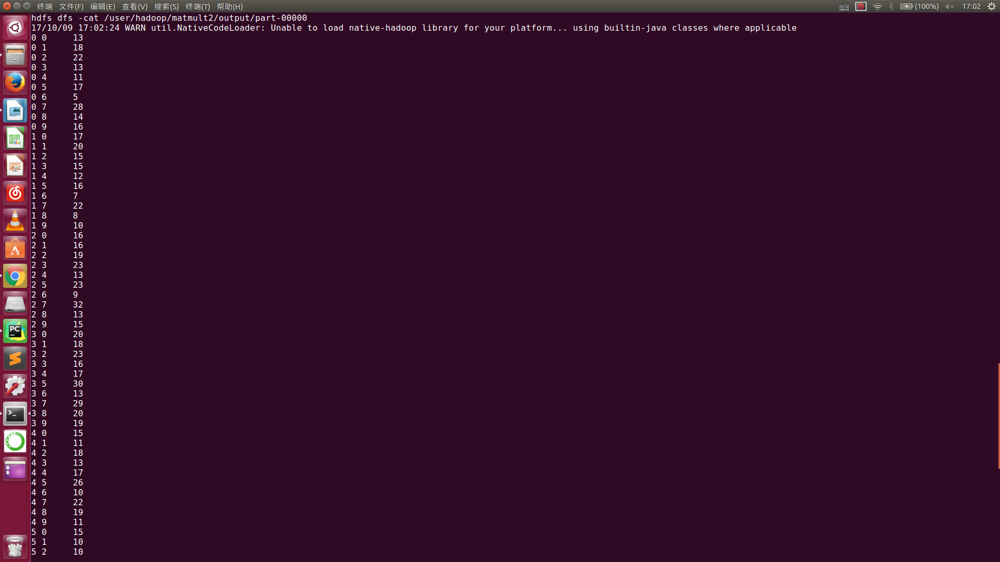 终端 文件(F) 编辑(E) 查看(V) 搜索(S) 终端(T) 帮助(H) (100%) 17:02
hdfs dfs -cat /user/hadoop/matmult2/output/part-00000
17/10/09 17:02:24 WARN util.NativeCodeLoader: Unable to load native-hadoop library for your platform... using builtin-java classes where applicable
0 0 13
0 1 18
0 2 22
0 3 13
0 4 11
0 5 17
0 6 5
0 7 28
0 8 14
0 9 16
1 0 17
1 1 20
1 2 15
1 3 15
1 4 12
1 5 16
1 6 7
1 7 22
1 8 8
1 9 10
2 0 16
2 1 16
2 2 19
2 3 23
2 4 13
2 5 23
2 6 9
2 7 32
2 8 13
2 9 15
3 0 20
3 1 18
3 2 23
3 3 16
3 4 17
3 5 30
3 6 13
3 7 29
3 8 20
3 9 19
4 0 15
4 1 11
4 2 18
4 3 13
4 4 17
4 5 26
4 6 10
4 7 22
4 8 19
4 9 11
5 0 15
5 1 10
5 2 10
PC